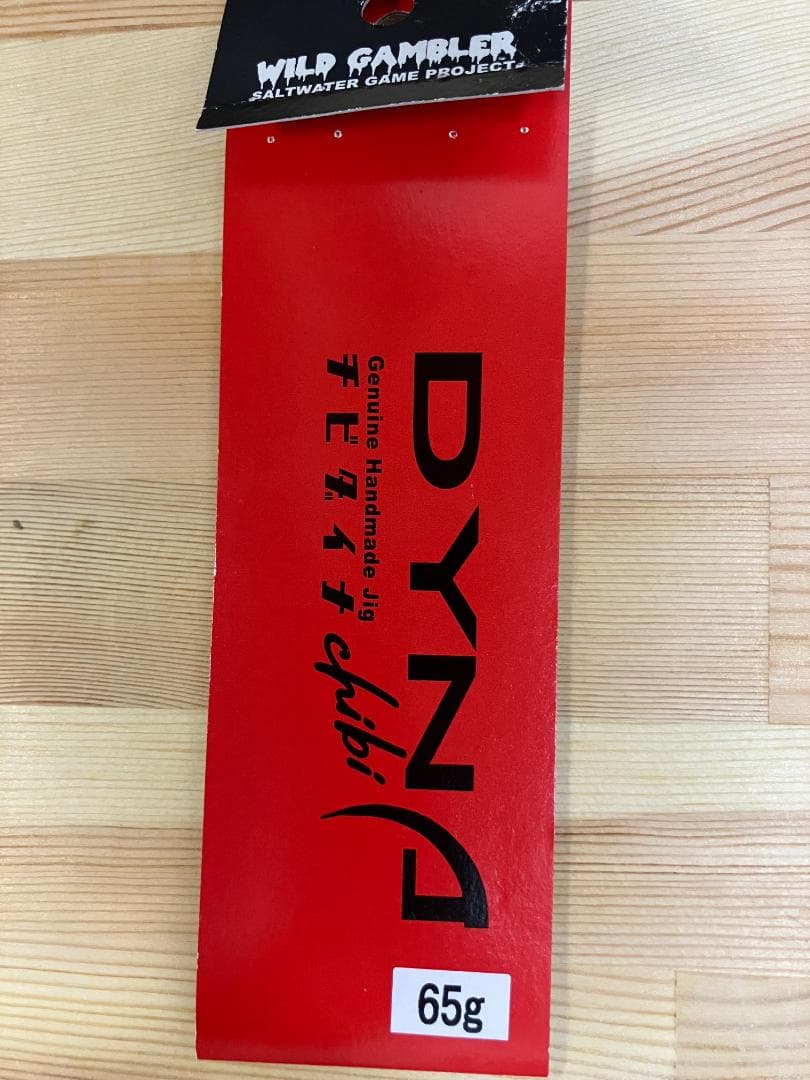 WILD GAMBLER
SALTWATER GAME PROJECT
DYNA
Genuine Handmade Jig
チビダイナ chibi
65g